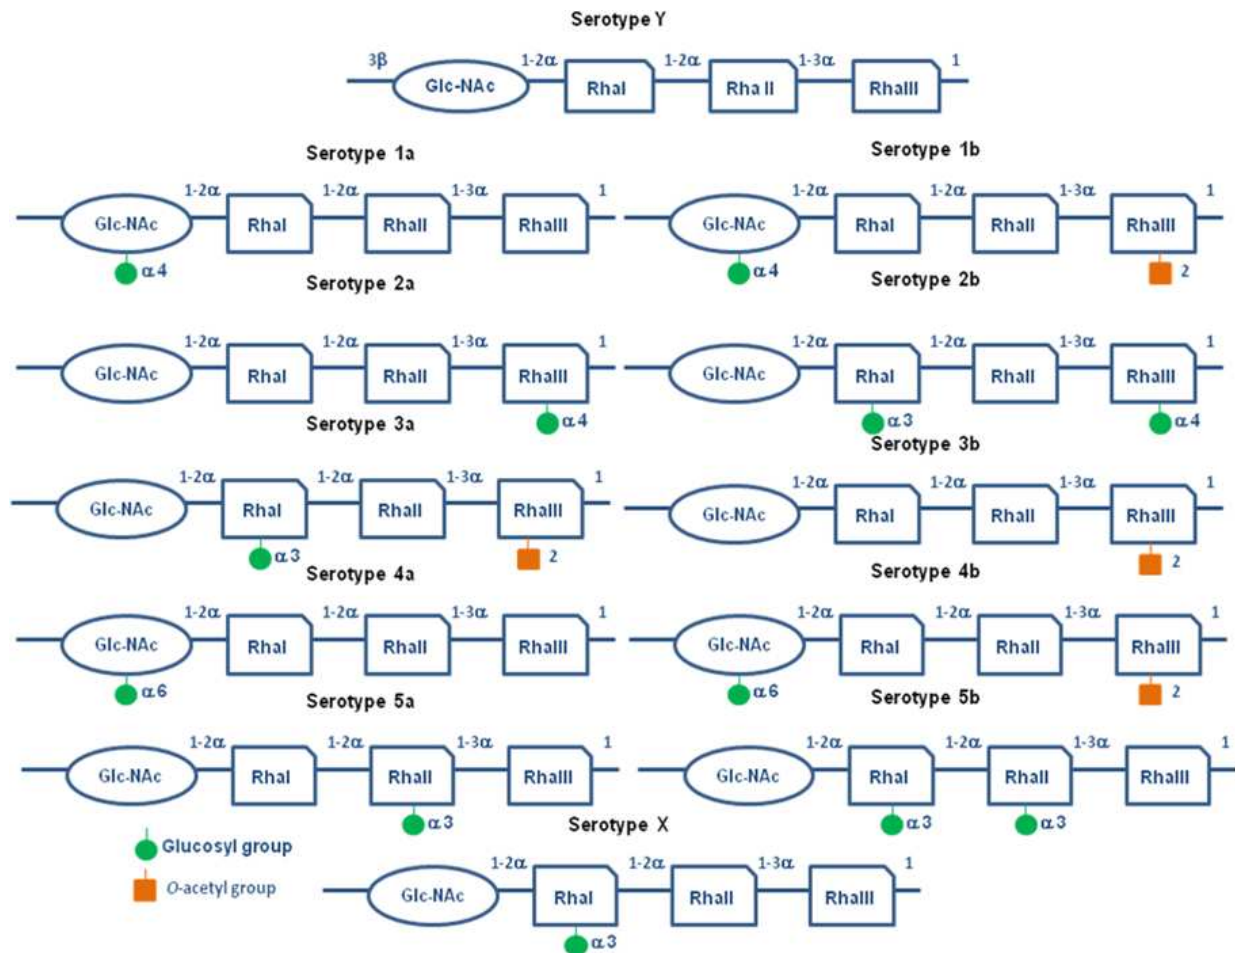 Serotype Y
3β 1-2α 1-2α 1-3α 1
Glc-NAc RhaI Rha II RhaIII
Serotype 1a Serotype 1b
1-2α 1-2α 1-3α 1 1-2α 1-2α 1-3α 1
Glc-NAc RhaI RhaII RhaIII Glc-NAc RhaI RhaII RhaIII
α4 α4 2
Serotype 2a Serotype 2b
1-2α 1-2α 1-3α 1 1-2α 1-2α 1-3α 1
Glc-NAc RhaI RhaII RhaIII Glc-NAc RhaI RhaII RhaIII
α4 α3 α4
Serotype 3a Serotype 3b
1-2α 1-2α 1-3α 1 1-2α 1-2α 1-3α 1
Glc-NAc RhaI RhaII RhaIII Glc-NAc RhaI RhaII RhaIII
α3 2 2
Serotype 4a Serotype 4b
1-2α 1-2α 1-3α 1 1-2α 1-2α 1-3α 1
Glc-NAc RhaI RhaII RhaIII Glc-NAc RhaI RhaII RhaIII
α6 α6 2
Serotype 5a Serotype 5b
1-2α 1-2α 1-3α 1 1-2α 1-2α 1-3α 1
Glc-NAc RhaI RhaII RhaIII Glc-NAc RhaI RhaII RhaIII
α3 α3 α3
Serotype X
Glucosyl group
O-acetyl group
1-2α 1-2α 1-3α 1
Glc-NAc RhaI RhaII RhaIII
α3